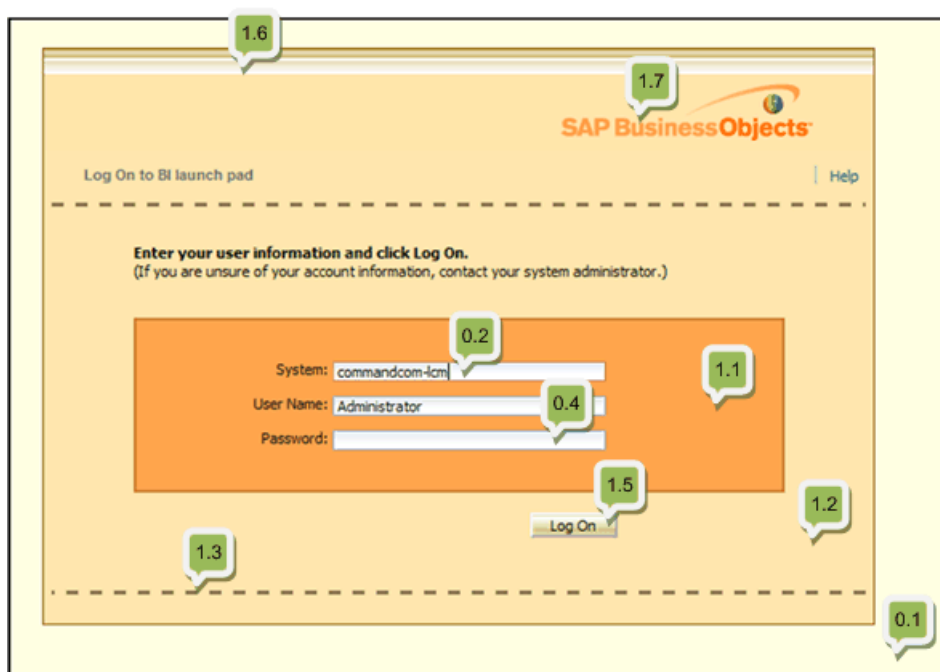 1.6
1.7
SAP BusinessObjects™
Log On to BI launch pad
Help
Enter your user information and click Log On.
(If you are unsure of your account information, contact your system administrator.)
0.2
System: commandcom-lcm
1.1
User Name: Administrator
0.4
Password:
1.5
1.2
Log On
1.3
0.1